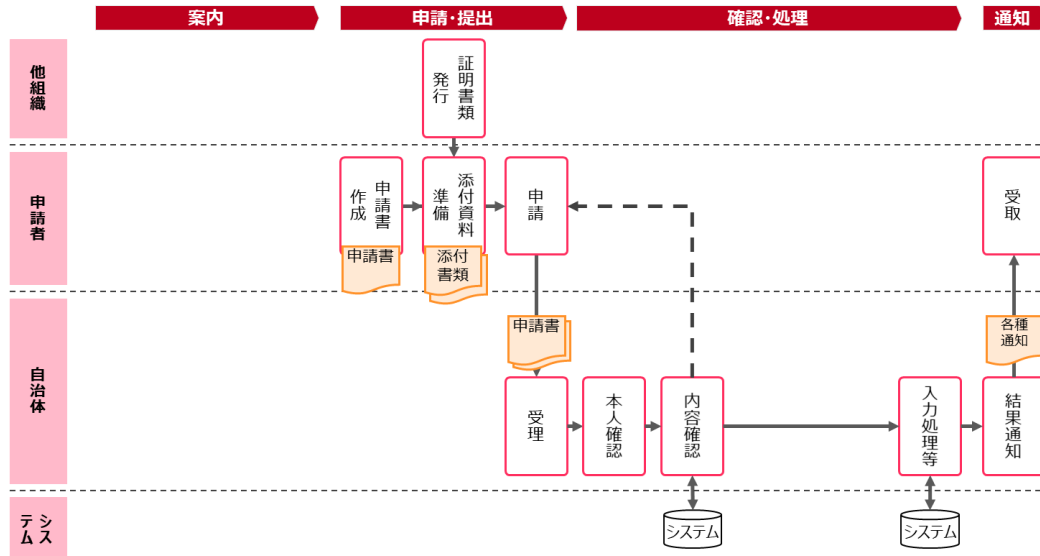 案内
申請・提出
確認・処理
通知
他組織
証明書類
発行
申請者
申請書
作成
添付資料
準備
申請
受取
申請書
添付
書類
自治体
申請書
各種
通知
受理
本人確認
内容確認
入力処理等
結果通知
シス
テム
システム
システム